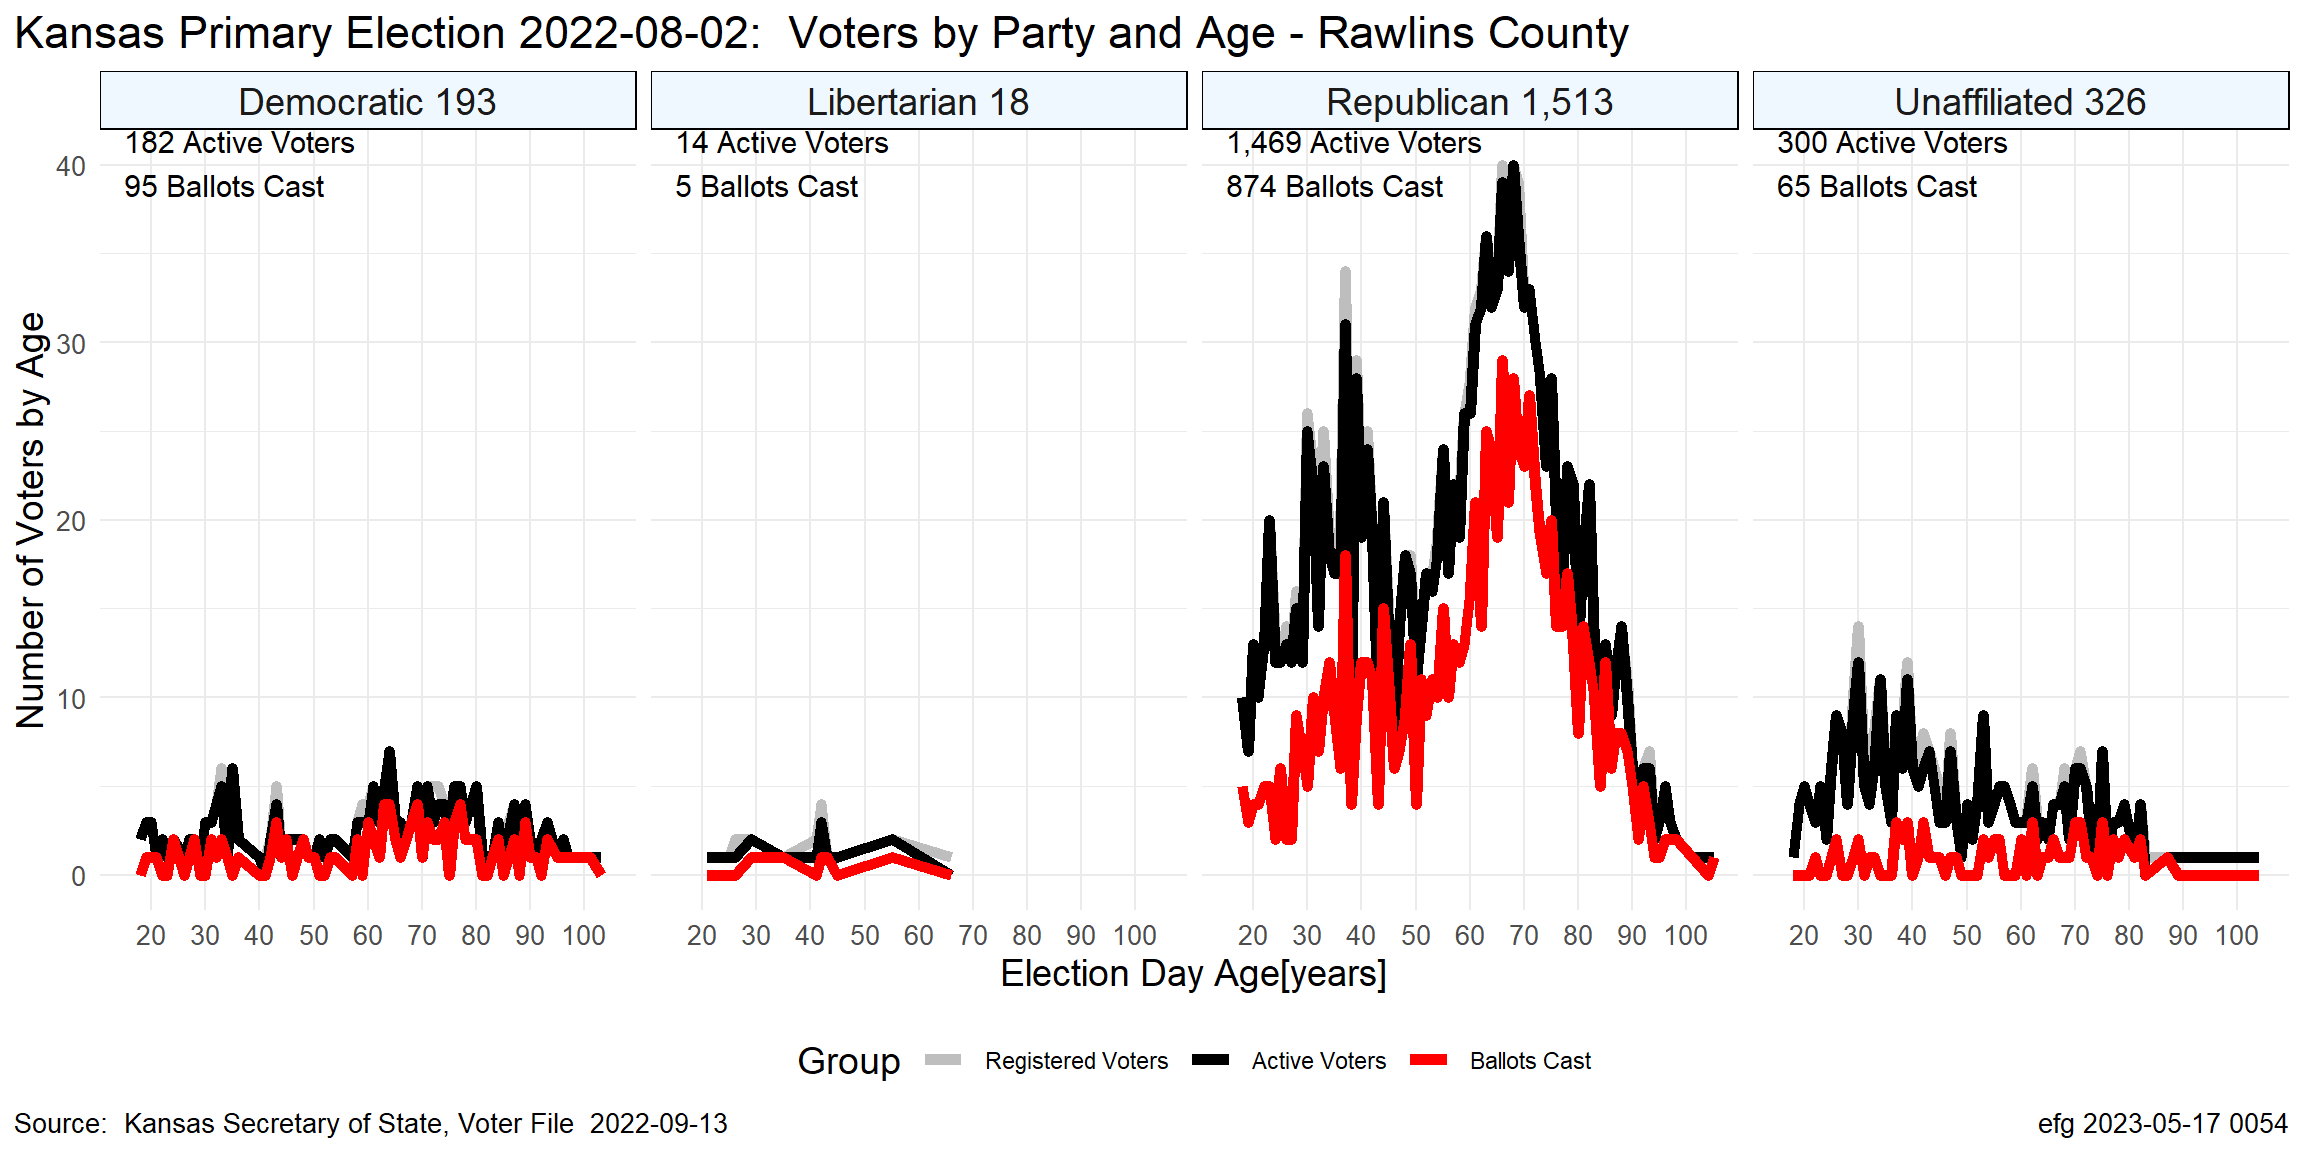 Kansas Primary Election 2022-08-02:  Voters by Party and Age - Rawlins County
Democratic 193
Libertarian 18
Republican 1,513
Unaffiliated 326
182 Active Voters
95 Ballots Cast
14 Active Voters
5 Ballots Cast
1,469 Active Voters
874 Ballots Cast
300 Active Voters
65 Ballots Cast
Number of Voters by Age
40
30
20
10
0
20 30 40 50 60 70 80 90 100
20 30 40 50 60 70 80 90 100
20 30 40 50 60 70 80 90 100
20 30 40 50 60 70 80 90 100
Election Day Age[years]
Group Registered Voters Active Voters Ballots Cast
Source:  Kansas Secretary of State, Voter File  2022-09-13
efg 2023-05-17 0054